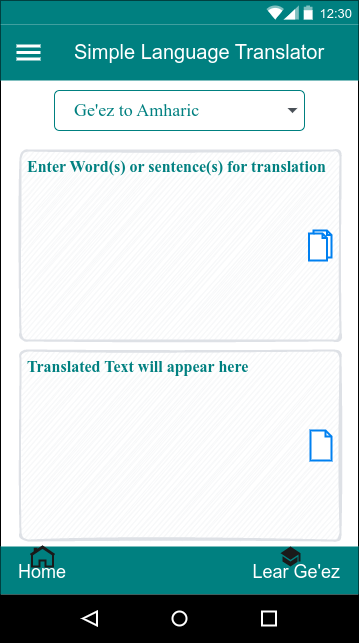 12:30
Simple Language Translator
Ge'ez to Amharic
Enter Word(s) or sentence(s) for translation
Translated Text will appear here
Home
Lear Ge'ez